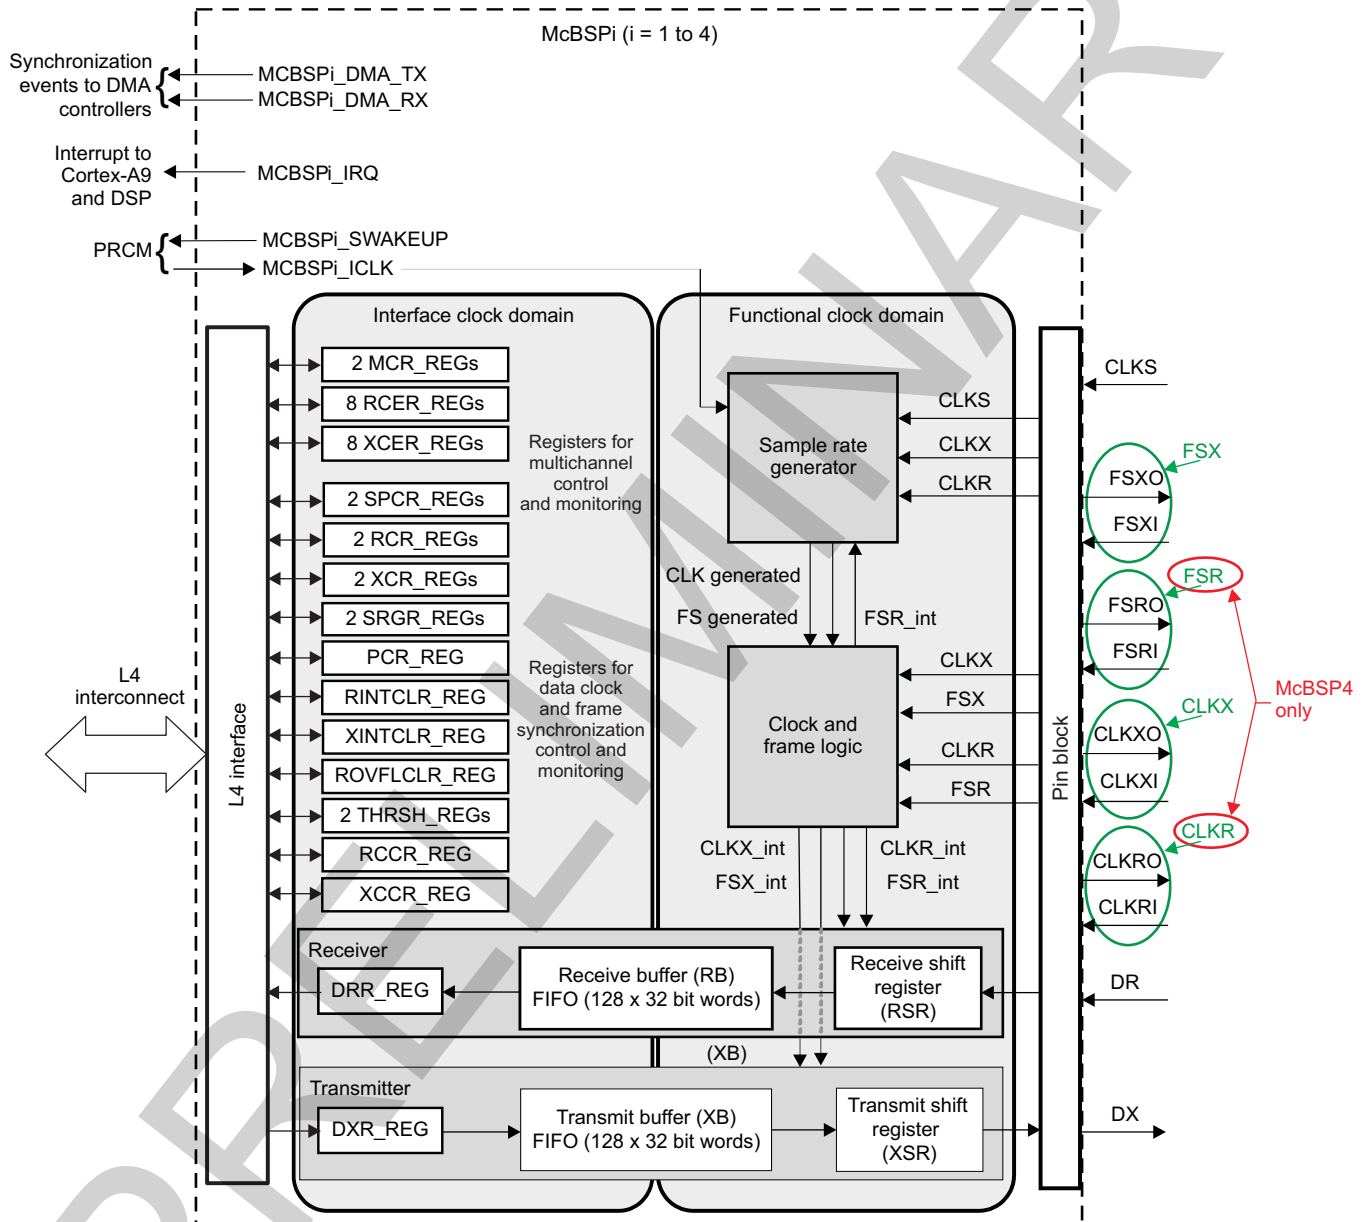 McBSPi (i = 1 to 4)
Synchronization
events to DMA
controllers
MCBSPi_DMA_TX
MCBSPi_DMA_RX
Interrupt to
Cortex-A9
and DSP
MCBSPi_IRQ
PRCM
MCBSPi_SWAKEUP
MCBSPi_ICLK
Interface clock domain
Functional clock domain
L4
interconnect
L4 interface
2 MCR_REGs
8 RCER_REGs
8 XCER_REGs
Registers for
multichannel
control
and monitoring
2 SPCR_REGs
2 RCR_REGs
2 XCR_REGs
2 SRGR_REGs
PCR_REG
RINTCLR_REG
XINTCLR_REG
ROVFLCLR_REG
2 THRSH_REGs
RCCR_REG
XCCR_REG
Registers for
data clock
and frame
synchronization
control and
monitoring
Sample rate
generator
CLKS
CLKX
CLKR
CLK generated
FS generated
FSR_int
Clock and
frame logic
CLKX
FSX
CLKR
FSR
CLKX_int
FSX_int
CLKR_int
FSR_int
Receiver
DRR_REG
Receive buffer (RB)
FIFO (128 x 32 bit words)
Receive shift
register
(RSR)
(XB)
Transmitter
DXR_REG
Transmit buffer (XB)
FIFO (128 x 32 bit words)
Transmit shift
register
(XSR)
Pin block
CLKS
FSX
FSXO
FSXI
FSR
FSRO
FSRI
McBSP4
only
CLKX
CLKXO
CLKXI
CLKR
CLKRO
CLKRI
DR
DX
PRELIMINAR